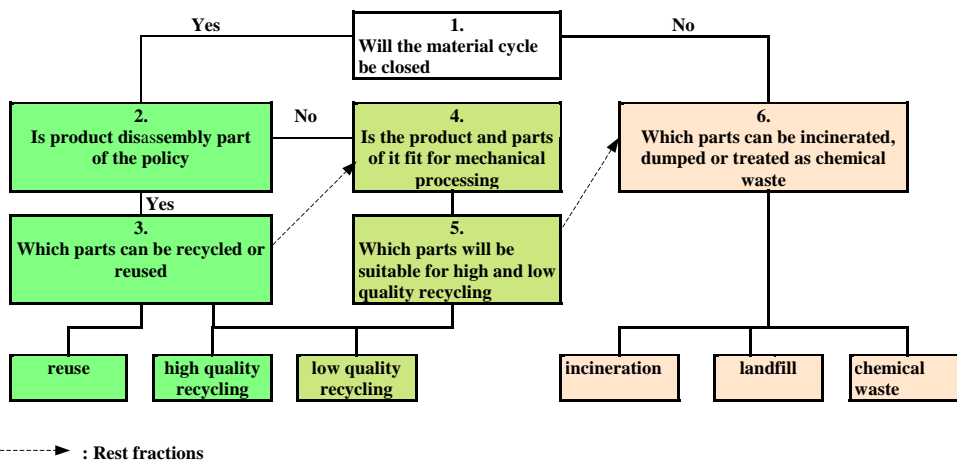 Yes
1.
Will the material cycle
be closed
No
2.
Is product disassembly part
of the policy
No
4.
Is the product and parts
of it fit for mechanical
processing
6.
Which parts can be incinerated,
dumped or treated as chemical
waste
Yes
3.
Which parts can be recycled or
reused
5.
Which parts will be
suitable for high and low
quality recycling
reuse
high quality
recycling
low quality
recycling
incineration
landfill
chemical
waste
: Rest fractions